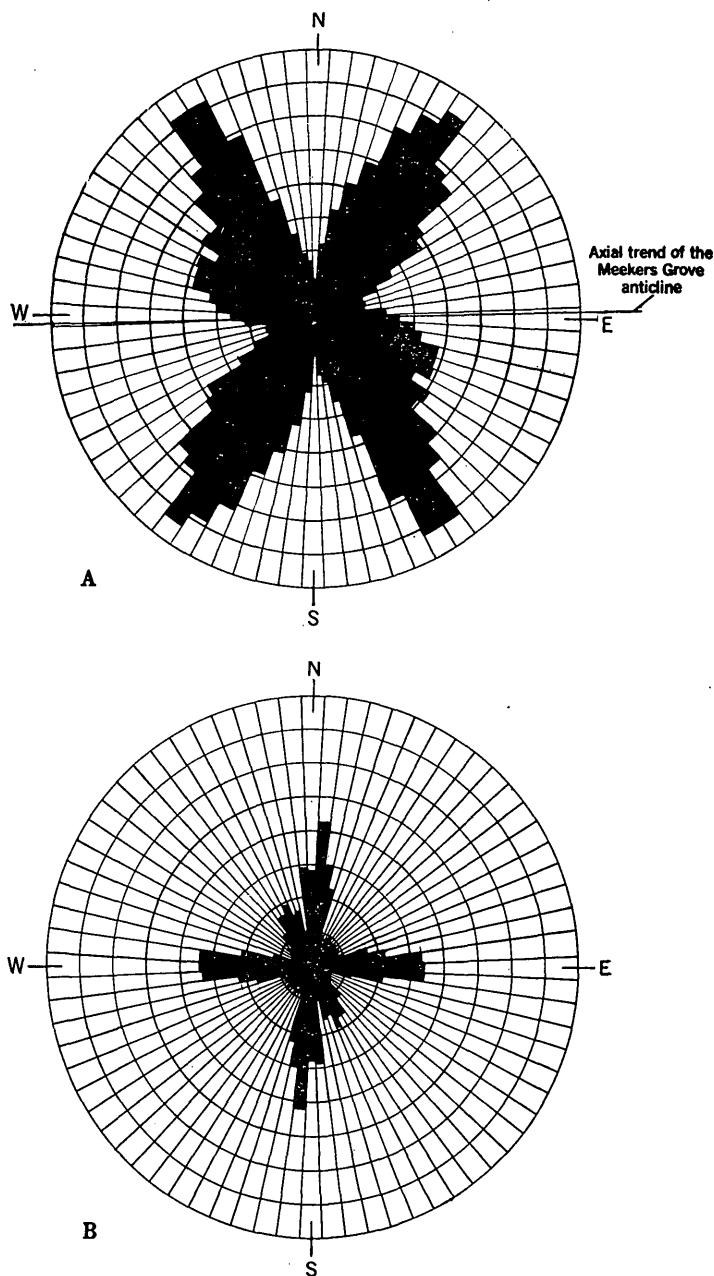 N
Axial trend of the
Meekers Grove
anticline
W
E
A
S
N
W
E
B
S